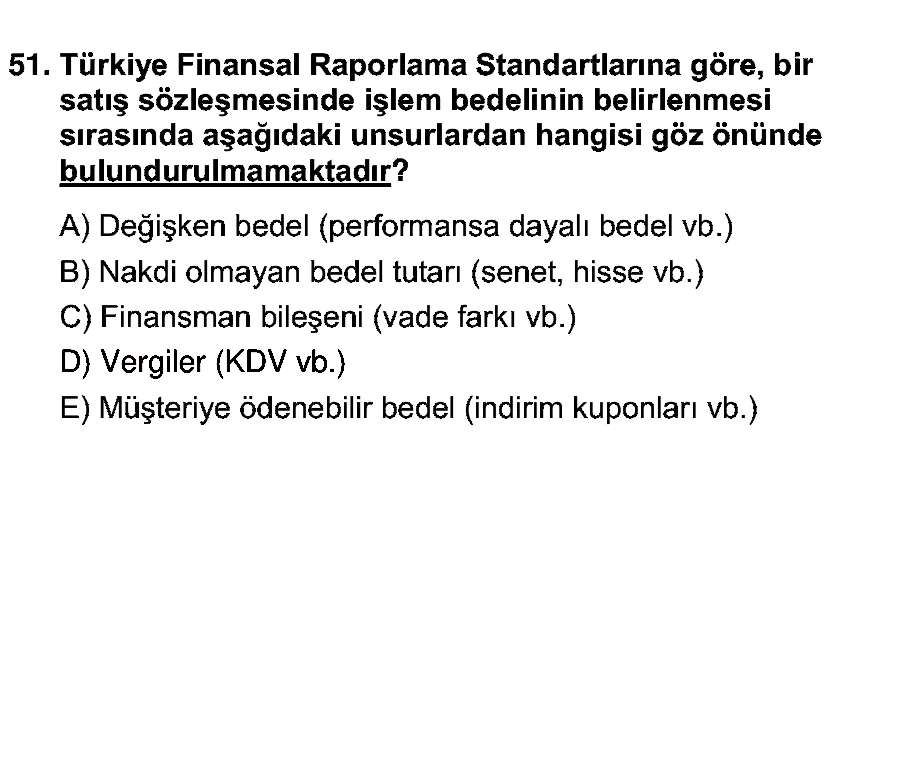 51. Türkiye Finansal Raporlama Standartlarına göre, bir
satış sözleşmesinde işlem bedelinin belirlenmesi
sırasında aşağıdaki unsurlardan hangisi göz önünde
bulundurulmamaktadır?
A) Değişken bedel (performansa dayalı bedel vb.)
B) Nakdi olmayan bedel tutarı (senet, hisse vb.)
C) Finansman bileşeni (vade farkı vb.)
D) Vergiler (KDV vb.)
E) Müşteriye ödenebilir bedel (indirim kuponları vb.)